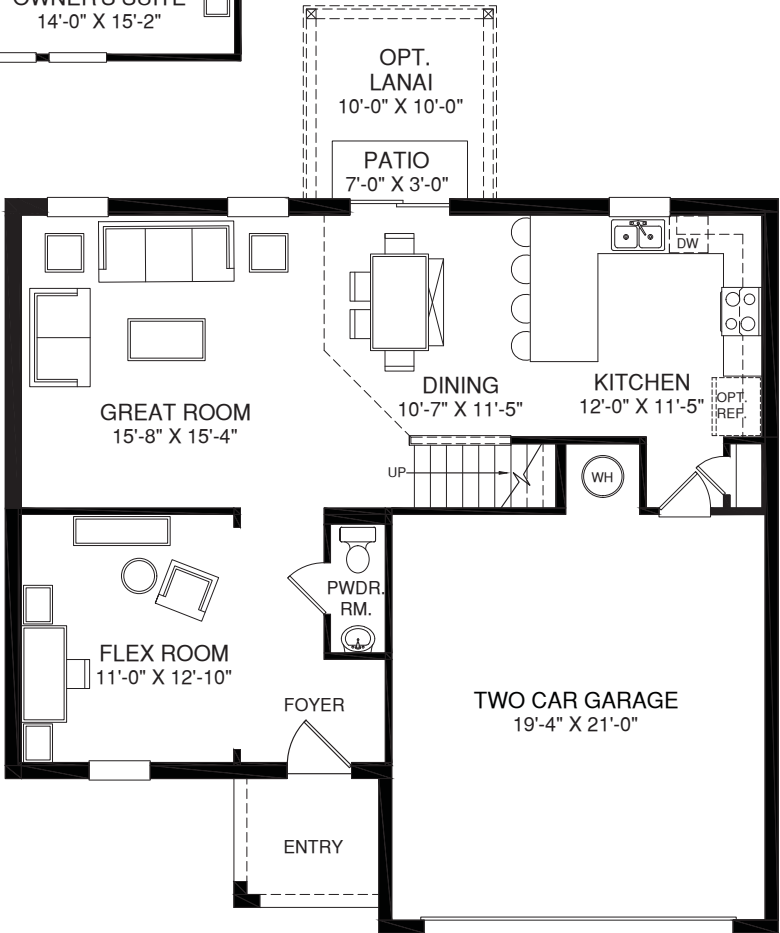 OWNER'S SUITE
14'-0" X 15'-2"
OPT.
LANAI
10'-0" X 10'-0"
PATIO
7'-0" X 3'-0"
DW
OPT.
REF.
KITCHEN
12'-0" X 11'-5"
DINING
10'-7" X 11'-5"
GREAT ROOM
15'-8" X 15'-4"
UP
WH
PWDR.
RM.
FLEX ROOM
11'-0" X 12'-10"
FOYER
TWO CAR GARAGE
19'-4" X 21'-0"
ENTRY